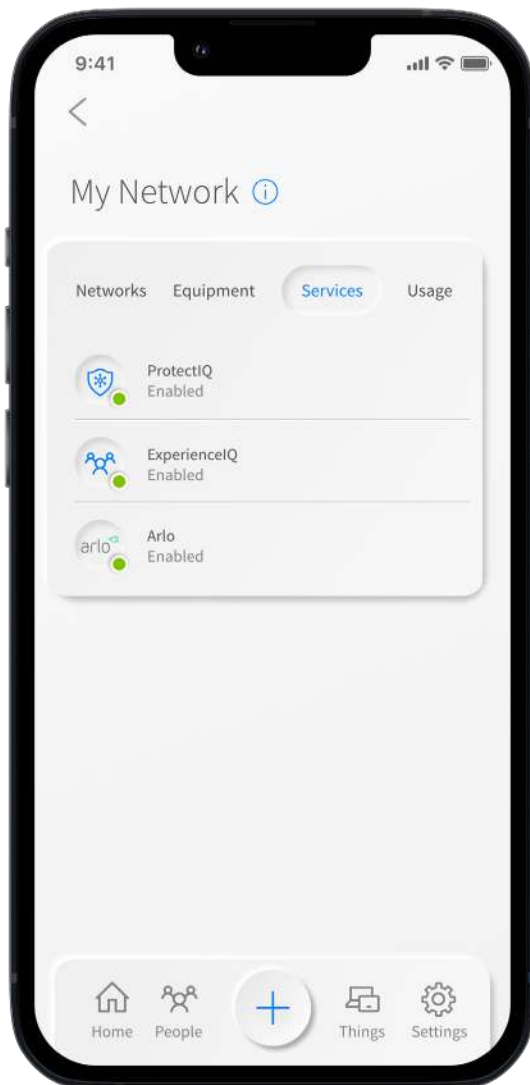 9:41
My Network
Networks Equipment Services Usage
ProtectIQ
Enabled
ExperienceIQ
Enabled
arlo
Arlo
Enabled
Home People Things Settings